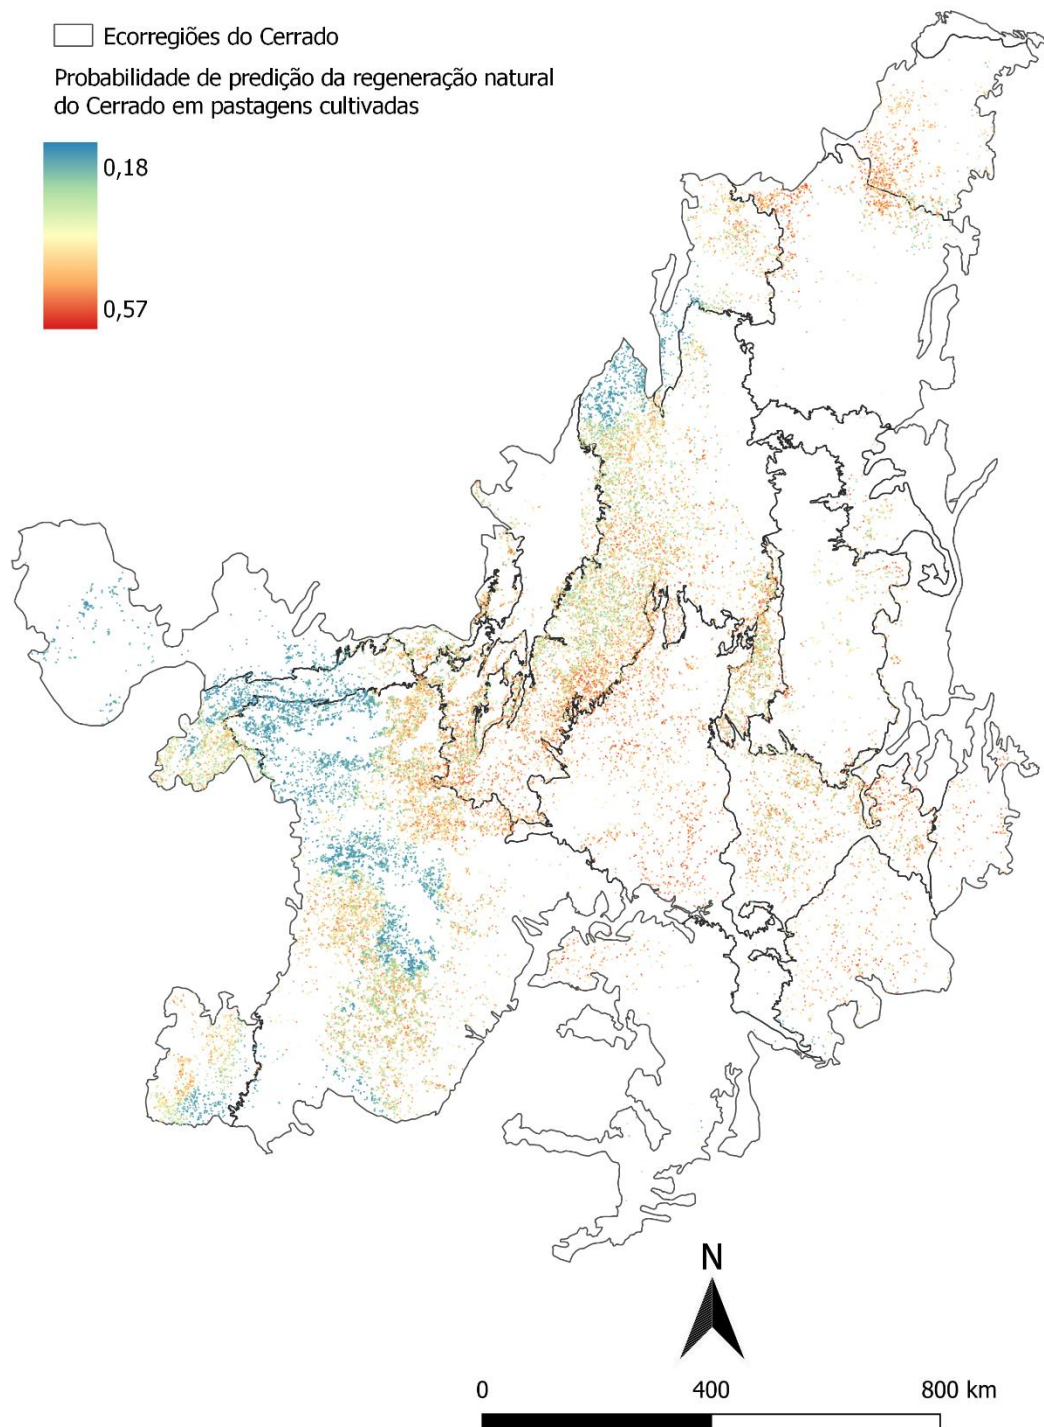 Ecorregiões do Cerrado
Probabilidade de predição da regeneração natural
do Cerrado em pastagens cultivadas
0,18
0,57
N
0 400 800 km